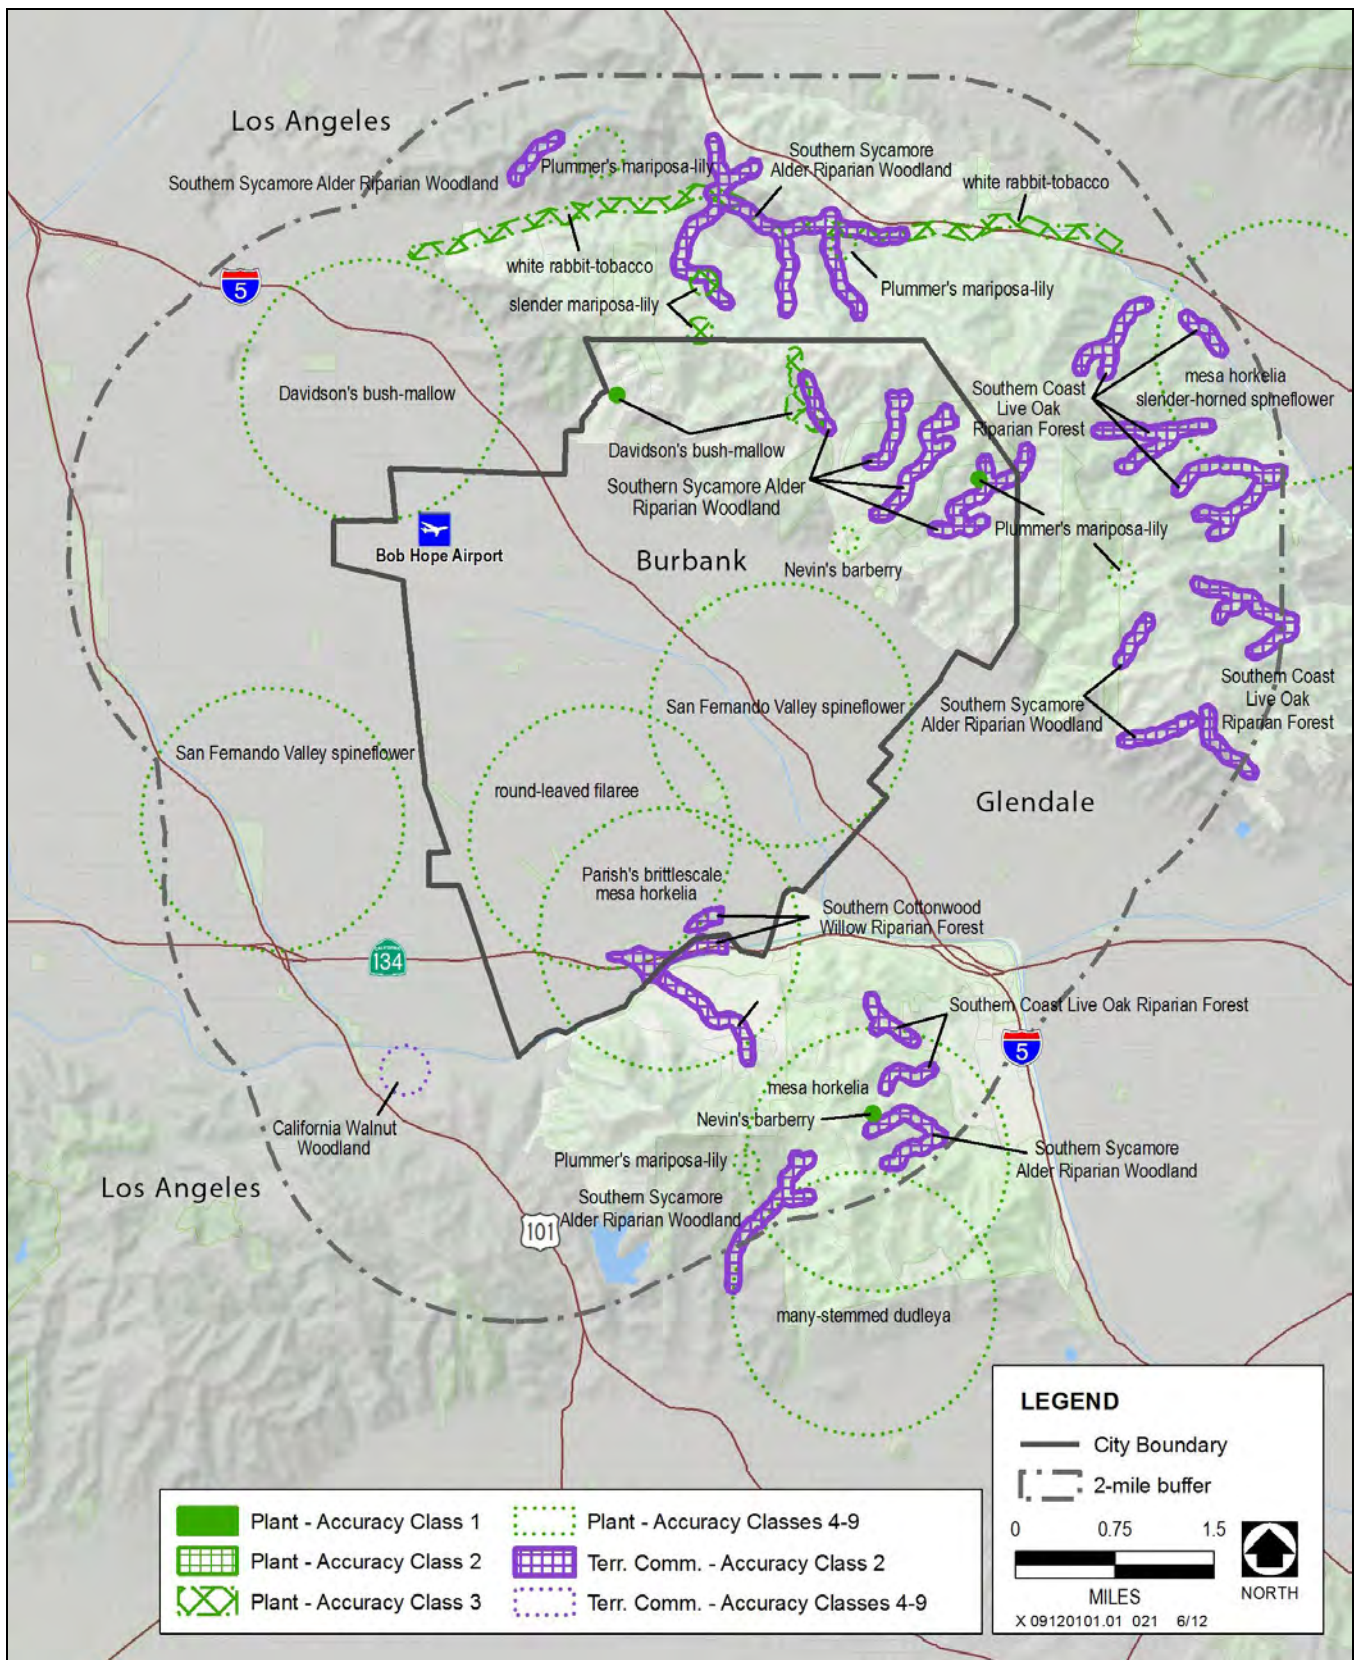 Los Angeles
Plummer's mariposa-lily
Southern Sycamore
Alder Riparian Woodland
Southern Sycamore Alder Riparian Woodland
white rabbit-tobacco
white rabbit-tobacco
5
slender mariposa-lily
Plummer's mariposa-lily
Davidson's bush-mallow
mesa horkelia
slender-horned spineflower
Southern Coast
Live Oak
Riparian Forest
Davidson's bush-mallow
Southern Sycamore Alder
Riparian Woodland
Plummer's mariposa-lily
Bob Hope Airport
Burbank
Nevin's barberry
San Fernando Valley spineflower
Southern Sycamore
Alder Riparian Woodland
Southern Coast
Live Oak
Riparian Forest
San Fernando Valley spineflower
round-leaved filaree
Glendale
Parish's brittlescale
mesa horkelia
Southern Cottonwood
Willow Riparian Forest
CALIFORNIA
134
Southern Coast Live Oak Riparian Forest
5
mesa horkelia
Nevin's barberry
California Walnut
Woodland
Southern Sycamore
Alder Riparian Woodland
Plummer's mariposa-lily
Los Angeles
Southern Sycamore
Alder Riparian Woodland
101
many-stemmed dudleya
LEGEND
City Boundary
2-mile buffer
0 0.75 1.5
MILES
NORTH
X 09120101.01 021 6/12
Plant - Accuracy Class 1
Plant - Accuracy Class 2
Plant - Accuracy Class 3
Plant - Accuracy Classes 4-9
Terr. Comm. - Accuracy Class 2
Terr. Comm. - Accuracy Classes 4-9